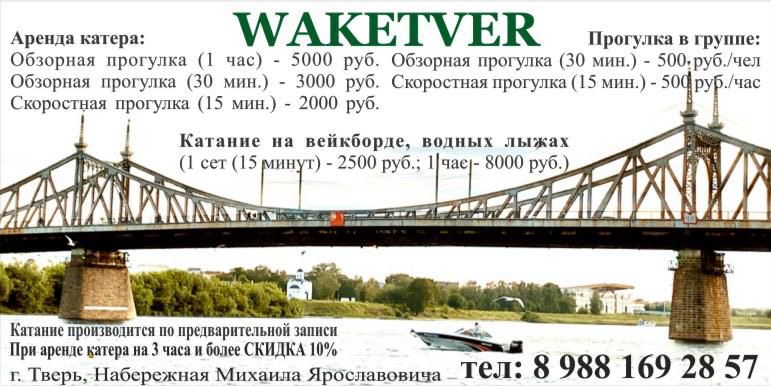 WAKETVER
Аренда катера:
Обзорная прогулка (1 час) - 5000 руб.
Обзорная прогулка (30 мин.) - 3000 руб.
Скоростная прогулка (15 мин.) - 2000 руб.
Прогулка в группе:
Обзорная прогулка (30 мин.) - 500 руб./чел
Скоростная прогулка (15 мин.) - 500 руб./час
Катание на вейкборде, водных лыжах
(1 сет (15 минут) - 2500 руб.; 1 час - 8000 руб.)
Катание производится по предварительной записи
При аренде катера на 3 часа и более СКИДКА 10%
г. Тверь, Набережная Михаила Ярославовича
тел: 8 988 169 28 57